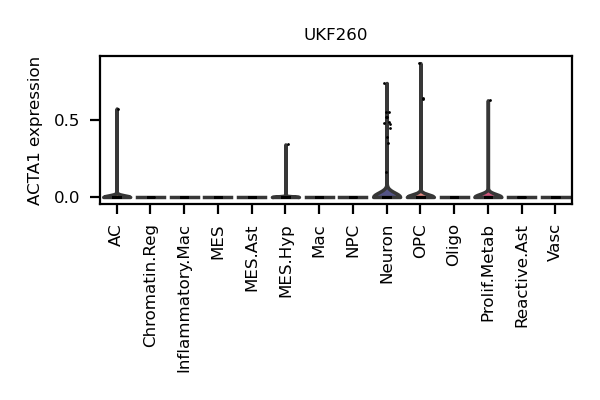 UKF260
ACTA1 expression
0.5
0.0
AC
Chromatin.Reg
Inflammatory.Mac
MES
MES.Ast
MES.Hyp
Mac
NPC
Neuron
OPC
Oligo
Prolif.Metab
Reactive.Ast
Vasc